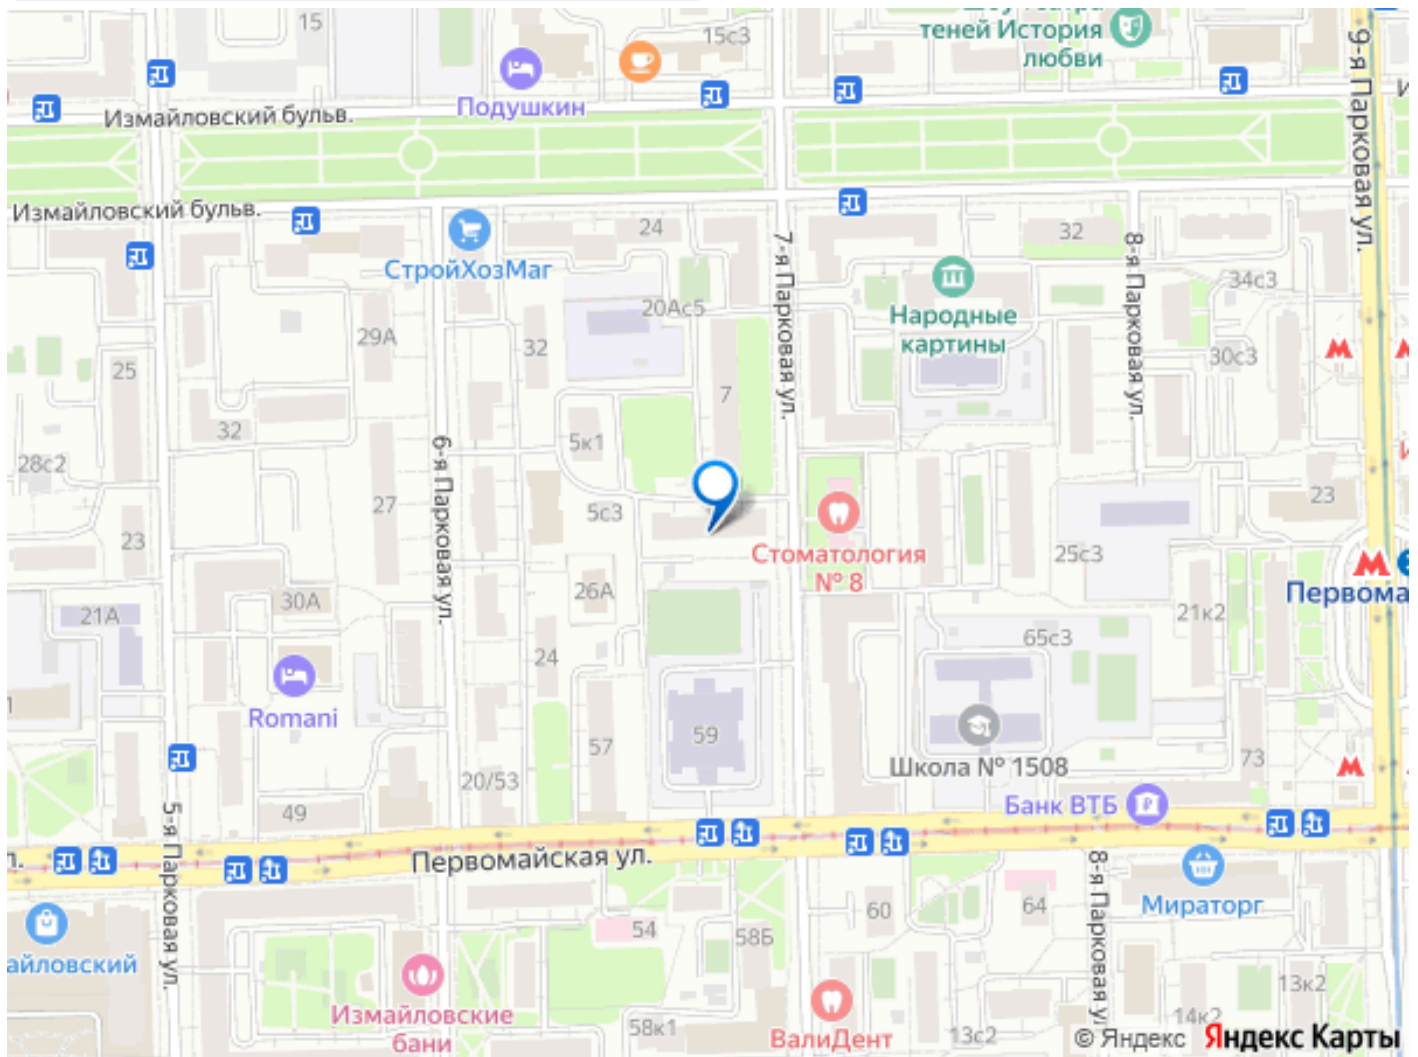 15
15с3
теней История
любви
Подушкин
Измайловский бульв.
9-я Парковая ул.
Измайловский бульв.
24
32
СтройХозМаг
7-я Парковая ул.
8-я Парковая ул.
34с3
20Ас5
Народные
картины
29А
32
30с3
25
7
32
5к1
28с2
6-я Парковая ул.
27
5с3
23
23
Стоматология
№ 8
25с3
Первома
26А
30А
21А
21к2
65с3
24
Romani
57
59
73
Школа № 1508
20/53
Банк ВТБ
49
5-я Парковая ул.
Первомайская ул.
8-я Парковая ул.
Мираторг
60
64
54
58Б
айловский
Измайловские
бани
13к2
14к2
58к1
ВалиДент
13с2
© Яндекс Яндекс Карты